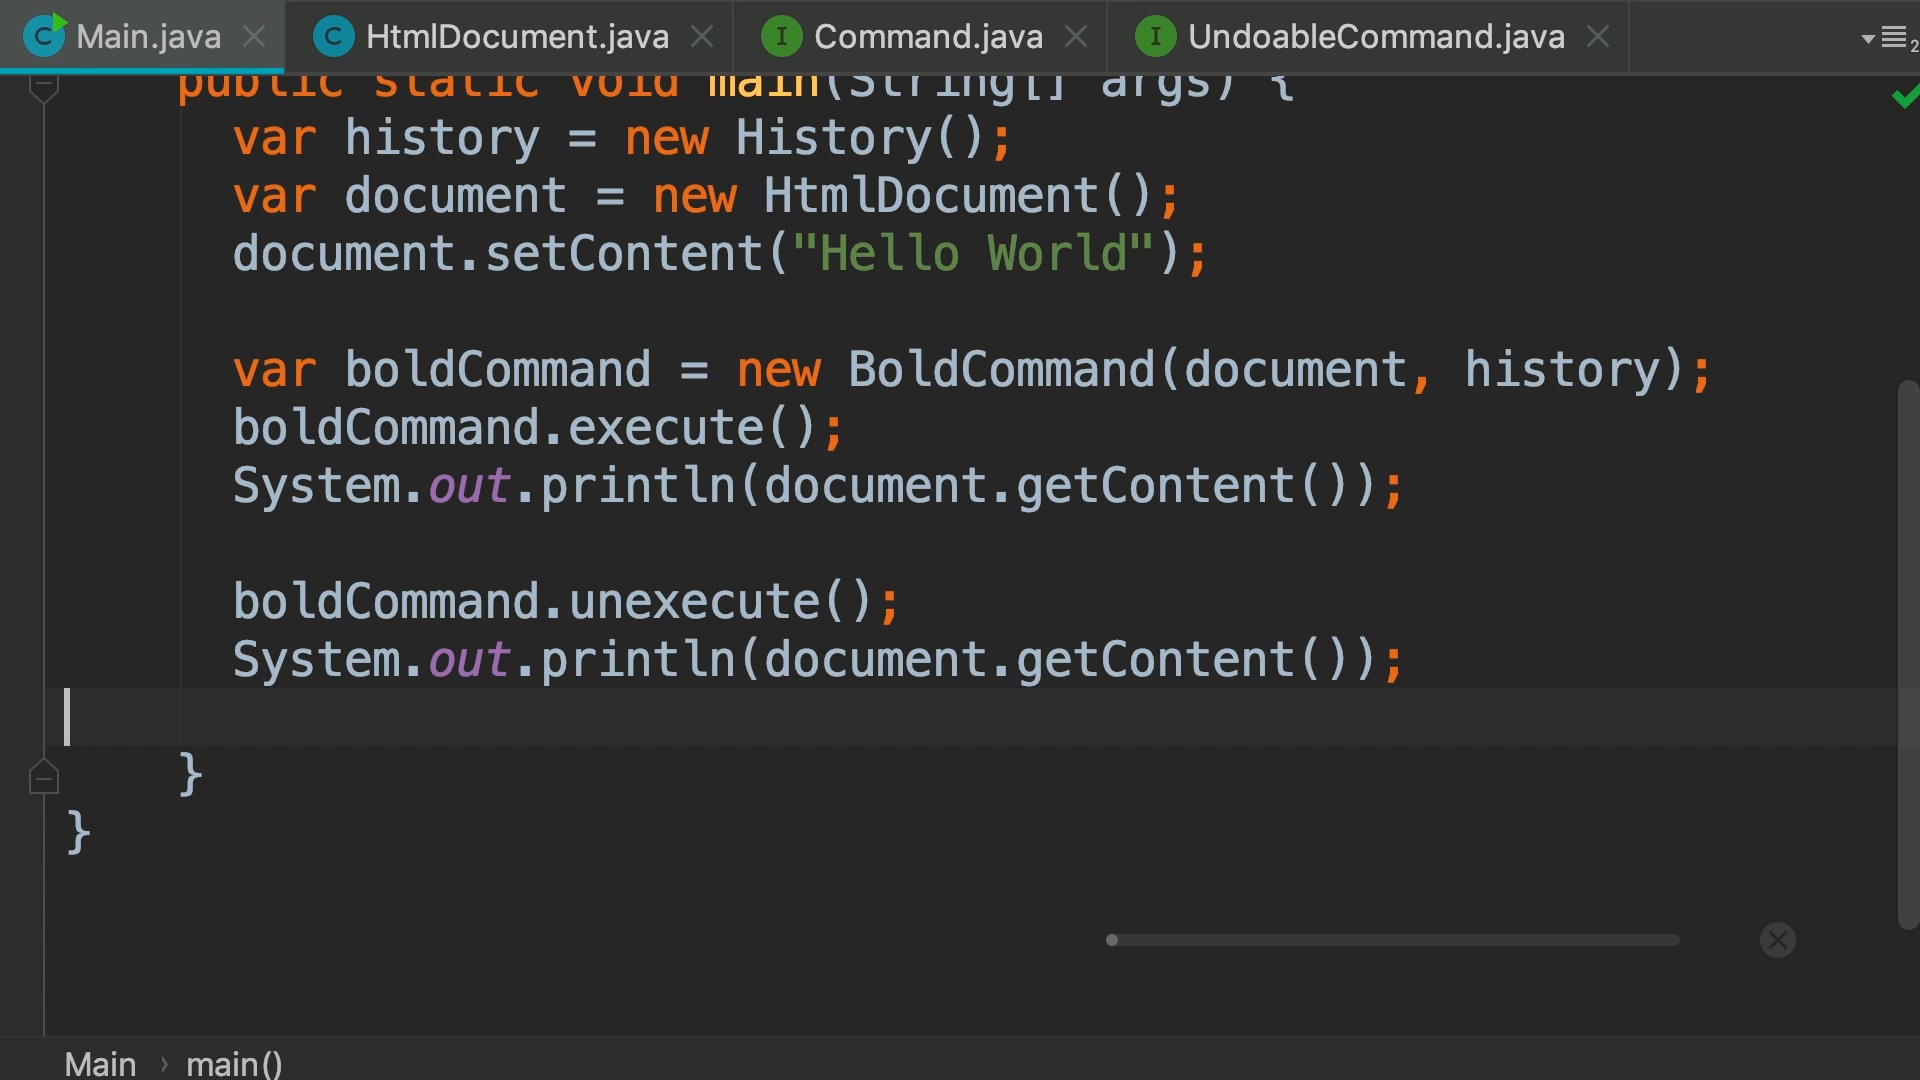 Main.java HtmlDocument.java Command.java UndoableCommand.java 2
public static void main(String[] args) {
var history = new History();
var document = new HtmlDocument();
document.setContent("Hello World");
var boldCommand = new BoldCommand(document, history);
boldCommand.execute();
System.out.println(document.getContent());
boldCommand.unexecute();
System.out.println(document.getContent());
}
}
Main › main()